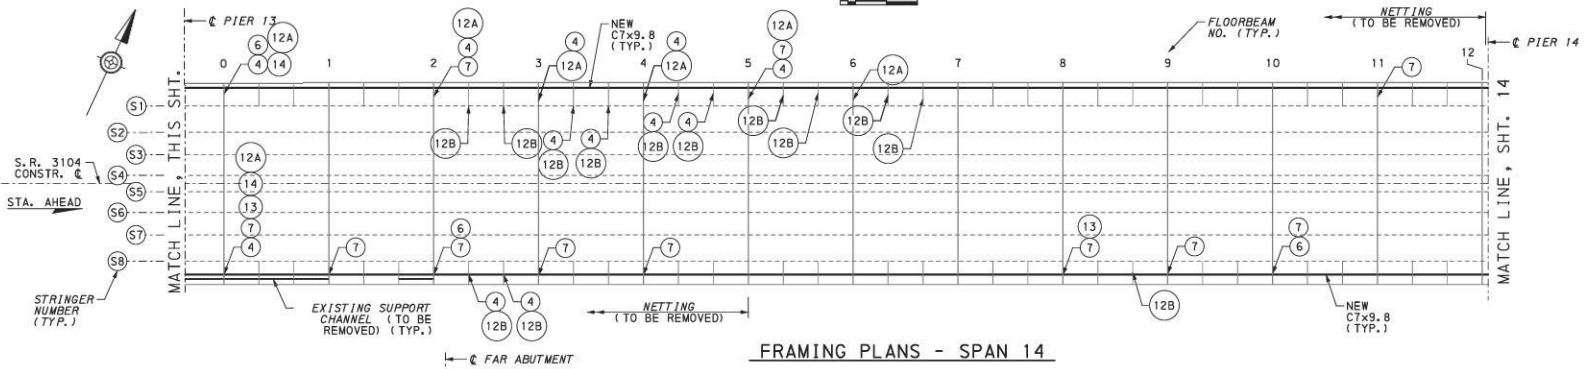 ℄ PIER 13
NETTING
(TO BE REMOVED)
℄ PIER 14
FLOORBEAM
NO. (TYP.)
NEW
C7x9.8
(TYP.)
6 12A
4 14
12A
4
7
4
12A
4
12A
12A
7
4
12A
7
0 1 2 3 4 5 6 7 8 9 10 11 12
S1
S2
S3
S4
S5
S6
S7
S8
12B
12B
4
12B
4
12B
4
12B
4
12B
12B
12B
12B
12B
S.R. 3104
CONSTR. ℄
STA. AHEAD
MATCH LINE, THIS SHT.
MATCH LINE, SHT. 14
12A
14
13
7
4
7
6
7
7
7
13
7
7
7
6
STRINGER
NUMBER
(TYP.)
EXISTING SUPPORT
CHANNEL (TO BE
REMOVED) (TYP.)
4
12B
4
12B
NETTING
(TO BE REMOVED)
12B
NEW
C7x9.8
(TYP.)
℄ FAR ABUTMENT
FRAMING PLANS - SPAN 14